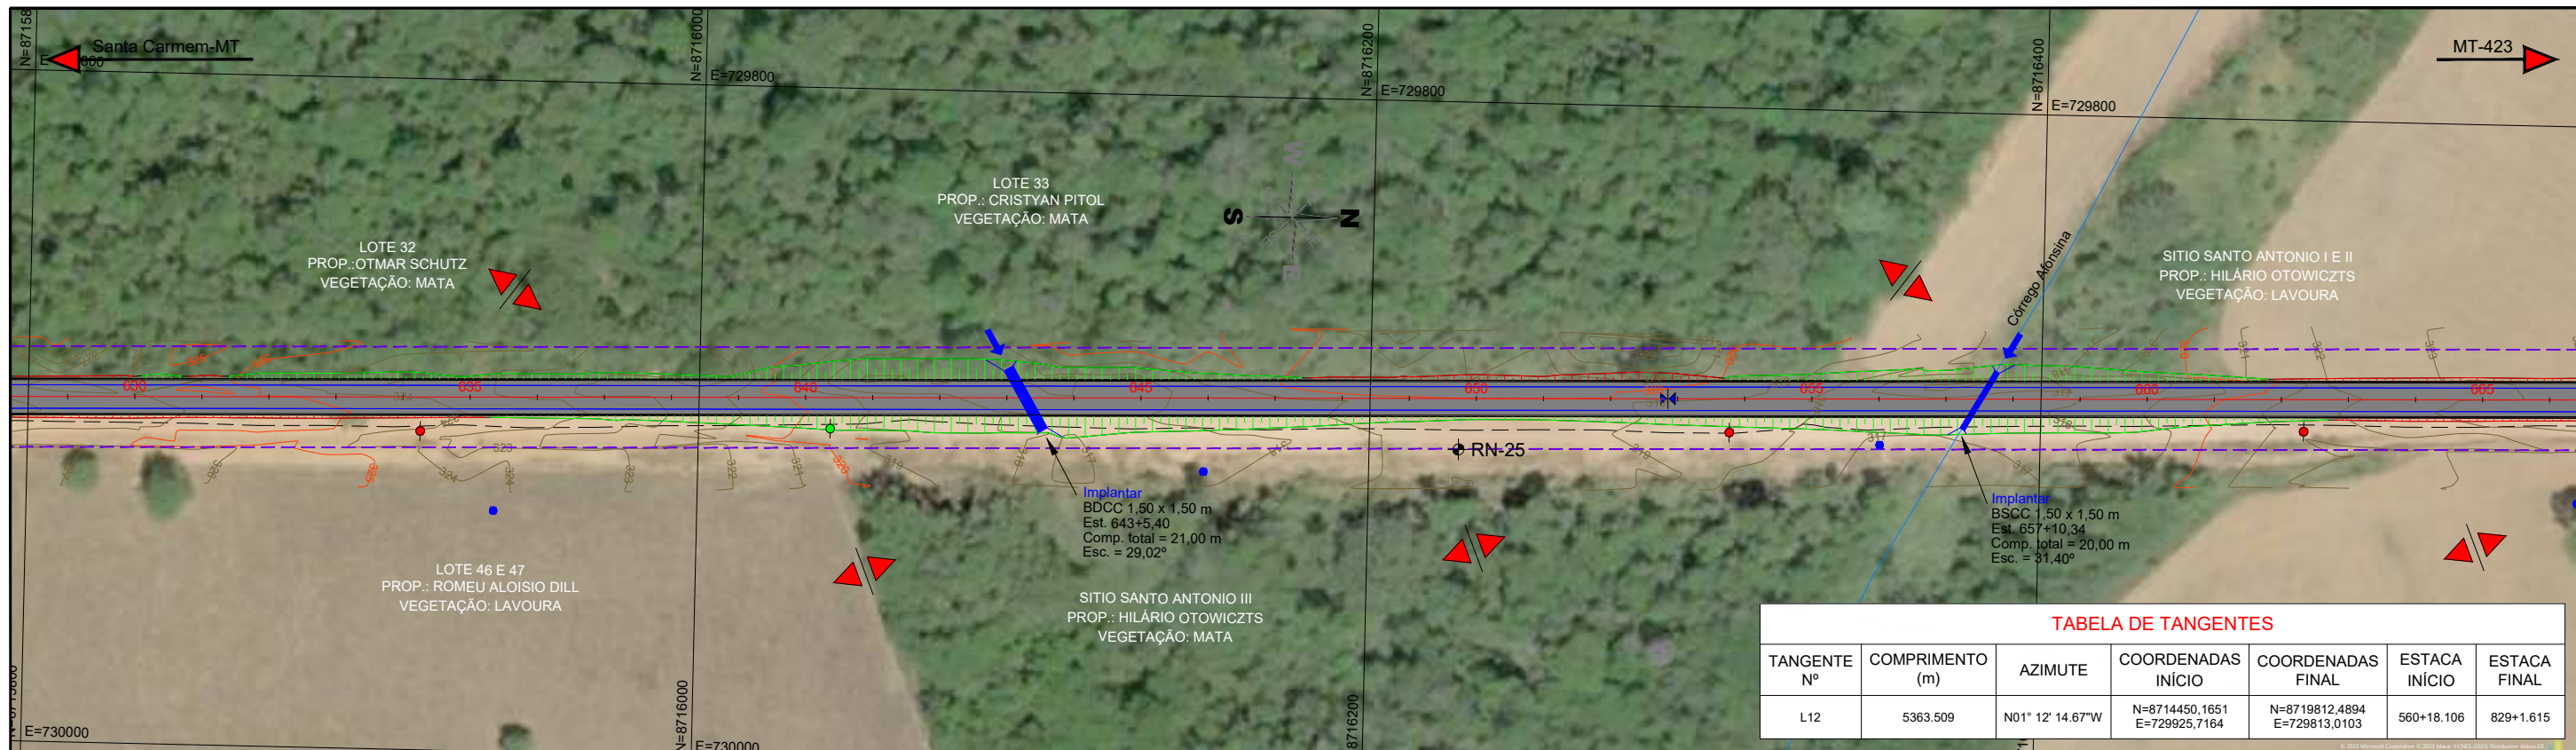 N=87158
Santa Carmem-MT
N=8716000
E=729800
N=8716200
E=729800
N=8716400
E=729800
MT-423
LOTE 32
PROP.:OTMAR SCHUTZ
VEGETAÇÃO: MATA
LOTE 33
PROP.: CRISTYAN PITOL
VEGETAÇÃO: MATA
W
S
N
E
Córrego Afonsina
SITIO SANTO ANTONIO I E II
PROP.: HILÁRIO OTOWICZTS
VEGETAÇÃO: LAVOURA
630
635
640
645
650
655
660
665
RN-25
Implantar
BDCC 1,50 x 1,50 m
Est. 643+5,40
Comp. total = 21,00 m
Esc. = 29,02º
Implantar
BSCC 1,50 x 1,50 m
Est. 657+10,34
Comp. total = 20,00 m
Esc. = 31,40º
LOTE 46 E 47
PROP.: ROMEU ALOISIO DILL
VEGETAÇÃO: LAVOURA
SITIO SANTO ANTONIO III
PROP.: HILÁRIO OTOWICZTS
VEGETAÇÃO: MATA
E=730000
N=8716000
E=730000
8716200
TABELA DE TANGENTES
TANGENTE Nº COMPRIMENTO (m) AZIMUTE COORDENADAS INÍCIO COORDENADAS FINAL ESTACA INÍCIO ESTACA FINAL
L12 5363.509 N01° 12' 14.67"W N=8714450,1651 E=729925,7164 N=8719812,4894 E=729813,0103 560+18.106 829+1.615